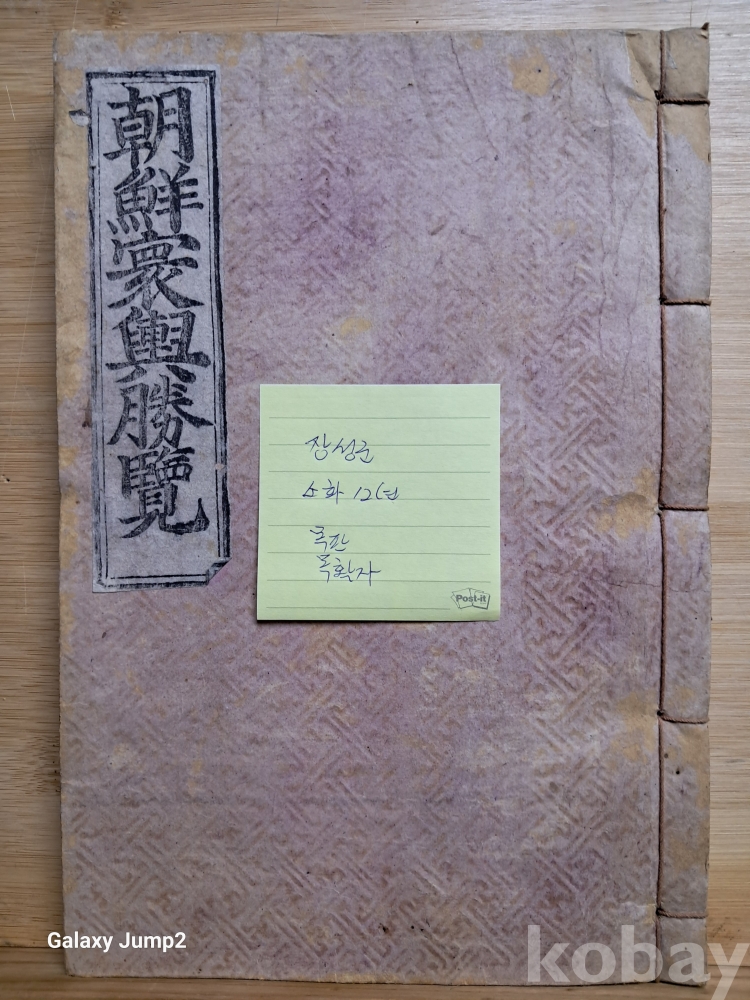 朝鮮寰輿勝覽
장성군
소화 12년
목판
목활자
Post-it
Galaxy Jump2
kobay